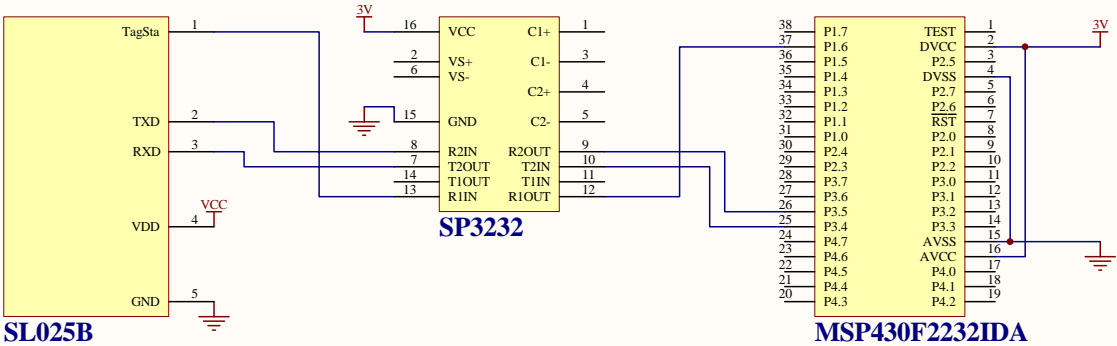 SL025B
TagSta 1
TXD 2
RXD 3
VCC
VDD 4
GND 5
SP3232
3V
16 VCC C1+ 1
2 VS+ C1- 3
6 VS-
C2+ 4
15 GND C2- 5
8 R2IN R2OUT 9
7 T2OUT T2IN 10
14 T1OUT T1IN 11
13 R1IN R1OUT 12
MSP430F2232IDA
3V
38 P1.7 TEST 1
37 P1.6 DVCC 2
36 P1.5 P2.5 3
35 P1.4 DVSS 4
34 P1.3 P2.7 5
33 P1.2 P2.6 6
32 P1.1 RST 7
31 P1.0 P2.0 8
30 P2.4 P2.1 9
29 P2.3 P2.2 10
28 P3.7 P3.0 11
27 P3.6 P3.1 12
26 P3.5 P3.2 13
25 P3.4 P3.3 14
24 P4.7 AVSS 15
23 P4.6 AVCC 16
22 P4.5 P4.0 17
21 P4.4 P4.1 18
20 P4.3 P4.2 19